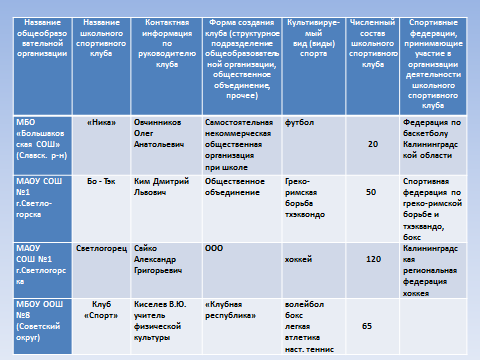 Название
общеобразо
вательной
организации
Название
школьного
спортивного
клуба
Контактная
информация
по
руководителю
клуба
Форма создания
клуба (структурное
подразделение
общеобразователь
ной организации,
общественное
объединение,
прочее)
Культивируе-
мый
вид (виды)
спорта
Численный
состав
школьного
спортивного
клуба
Спортивные
федерации,
принимающие
участие в
организации
деятельности
школьного
спортивного
клуба
МБО
«Большаков
ская СОШ»
(Славск. р-н)
«Ника»
Овчинников
Олег
Анатольевич
Самостоятельная
некоммерческая
общественная
организация
при школе
футбол
20
Федерация по
баскетболу
Калининградс
кой области
МАОУ СОШ
№1
г.Светло-
горска
Бо - Тэк
Ким Дмитрий
Львович
Общественное
объединение
Греко-
римская
борьба
тхэквондо
50
Спортивная
федерация по
греко-римской
борьбе и
тхэквандо,
бокс
МАОУ
СОШ №1
г.Светлогорс
ка
Светлогорец
Сайко
Александр
Григорьевич
ООО
хоккей
120
Калининградс
кая
региональная
федерация
хоккея
МБОУ ООШ
№8
(Советский
округ)
Клуб
«Спорт»
Киселев В.Ю.
учитель
физической
культуры
«Клубная
республика»
волейбол
бокс
легкая
атлетика
наст. теннис
65